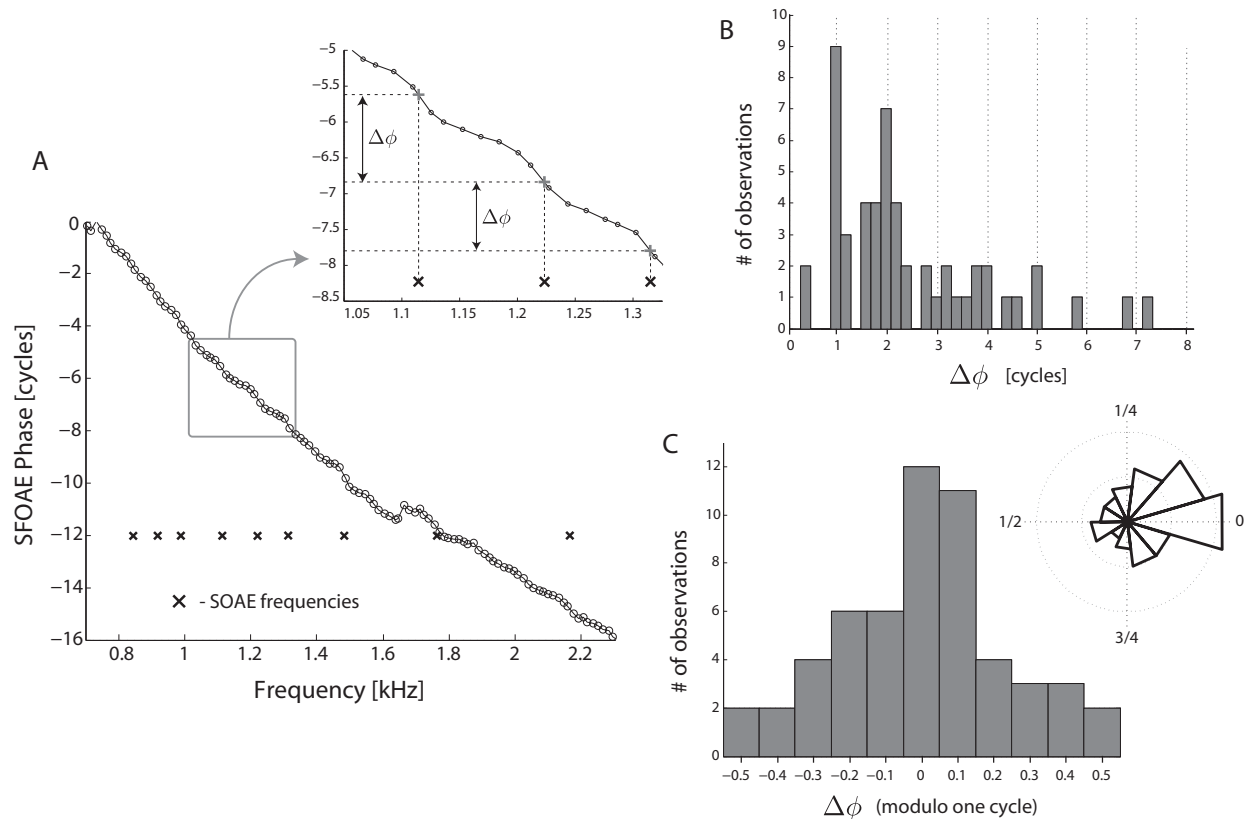 A
SFOAE Phase [cycles]
0
−2
−4
−6
−8
−10
−12
−14
−16
0.8 1 1.2 1.4 1.6 1.8 2 2.2
Frequency [kHz]
× - SOAE frequencies
−5
−5.5
−6
−6.5
−7
−7.5
−8
−8.5
1.05 1.1 1.15 1.2 1.25 1.3
Δϕ
Δϕ
B
# of observations
10
9
8
7
6
5
4
3
2
1
0
0 1 2 3 4 5 6 7 8
Δϕ [cycles]
C
# of observations
12
10
8
6
4
2
0
−0.5 −0.4 −0.3 −0.2 −0.1 0 0.1 0.2 0.3 0.4 0.5
Δϕ (modulo one cycle)
1/4
1/2
0
3/4